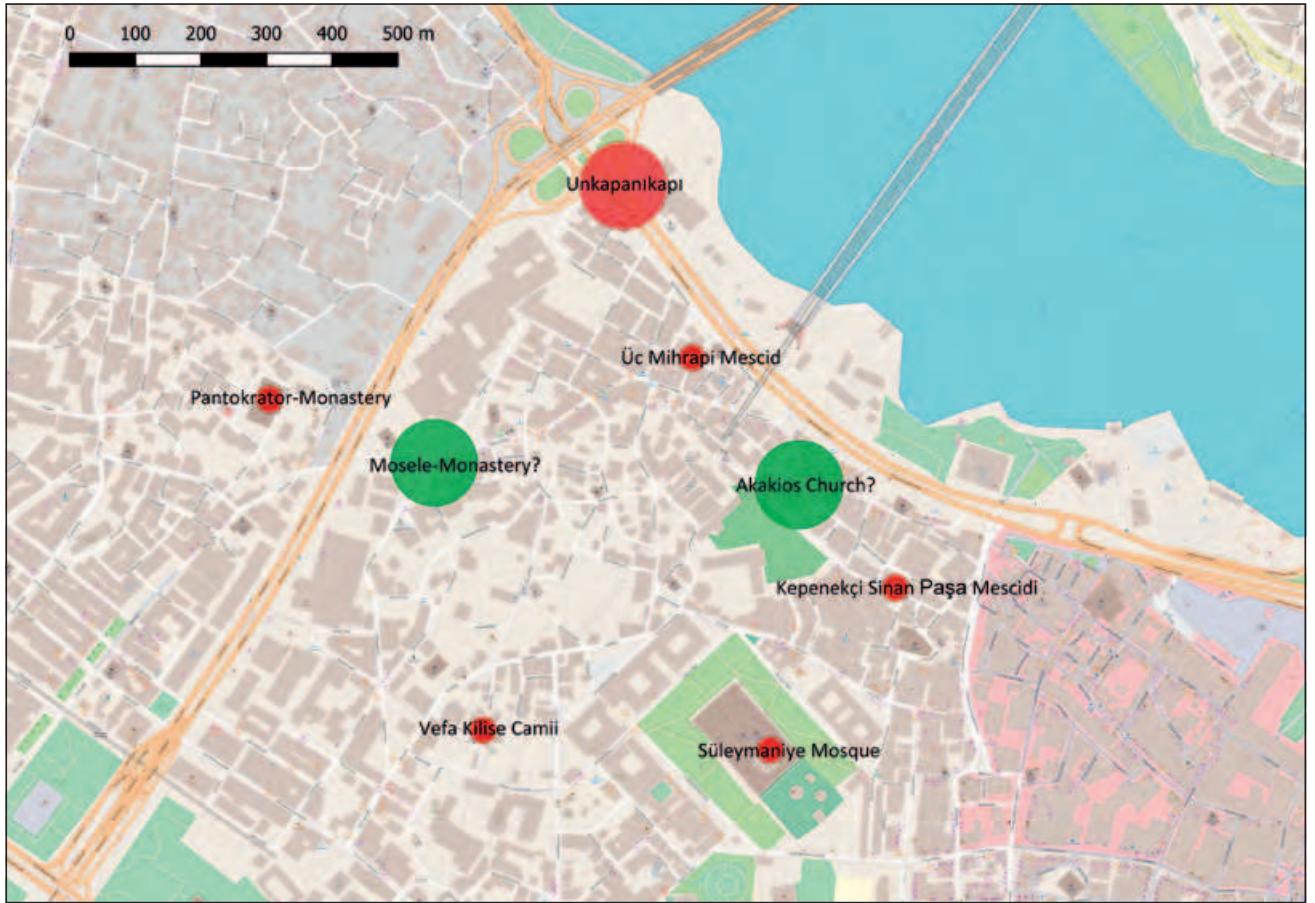 0 100 200 300 400 500 m
Unkapanıkapı
Üc Mihrapi Mescid
Pantokrator-Monastery
Mosele-Monastery?
Akakios Church?
Kepenekçi Sinan Paşa Mescidi
Vefa Kilise Camii
Süleymaniye Mosque